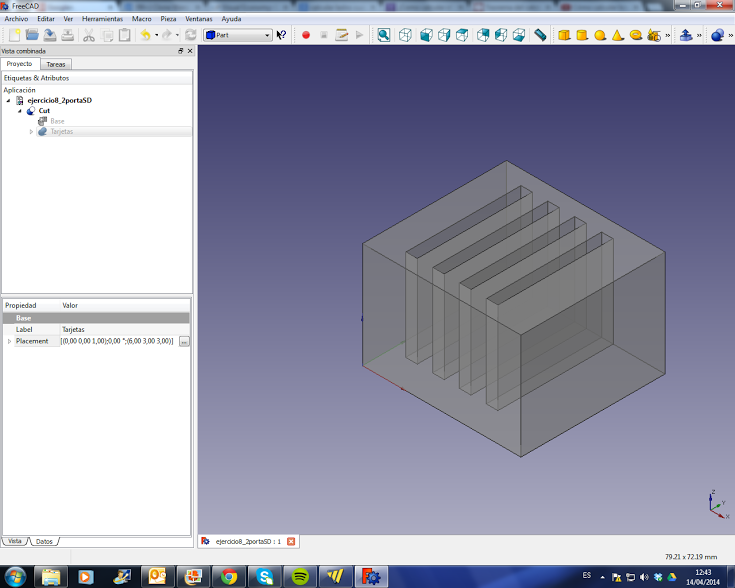 FreeCAD
Archivo Editar Ver Herramientas Macro Pieza Ventanas Ayuda
Part
Vista combinada
Proyecto Tareas
Etiquetas & Atributos
Aplicación
ejercicio8_2portaSD
Cut
Base
Tarjetas
Propiedad Valor
Base
Label Tarjetas
Placement [(0,00 0,00 1,00);0,00 °;(6,00 3,00 3,00)]
...
Vista Datos
ejercicio8_2portaSD : 1
Z
Y
X
79.21 x 72.19 mm
ES
12:43
14/04/2014